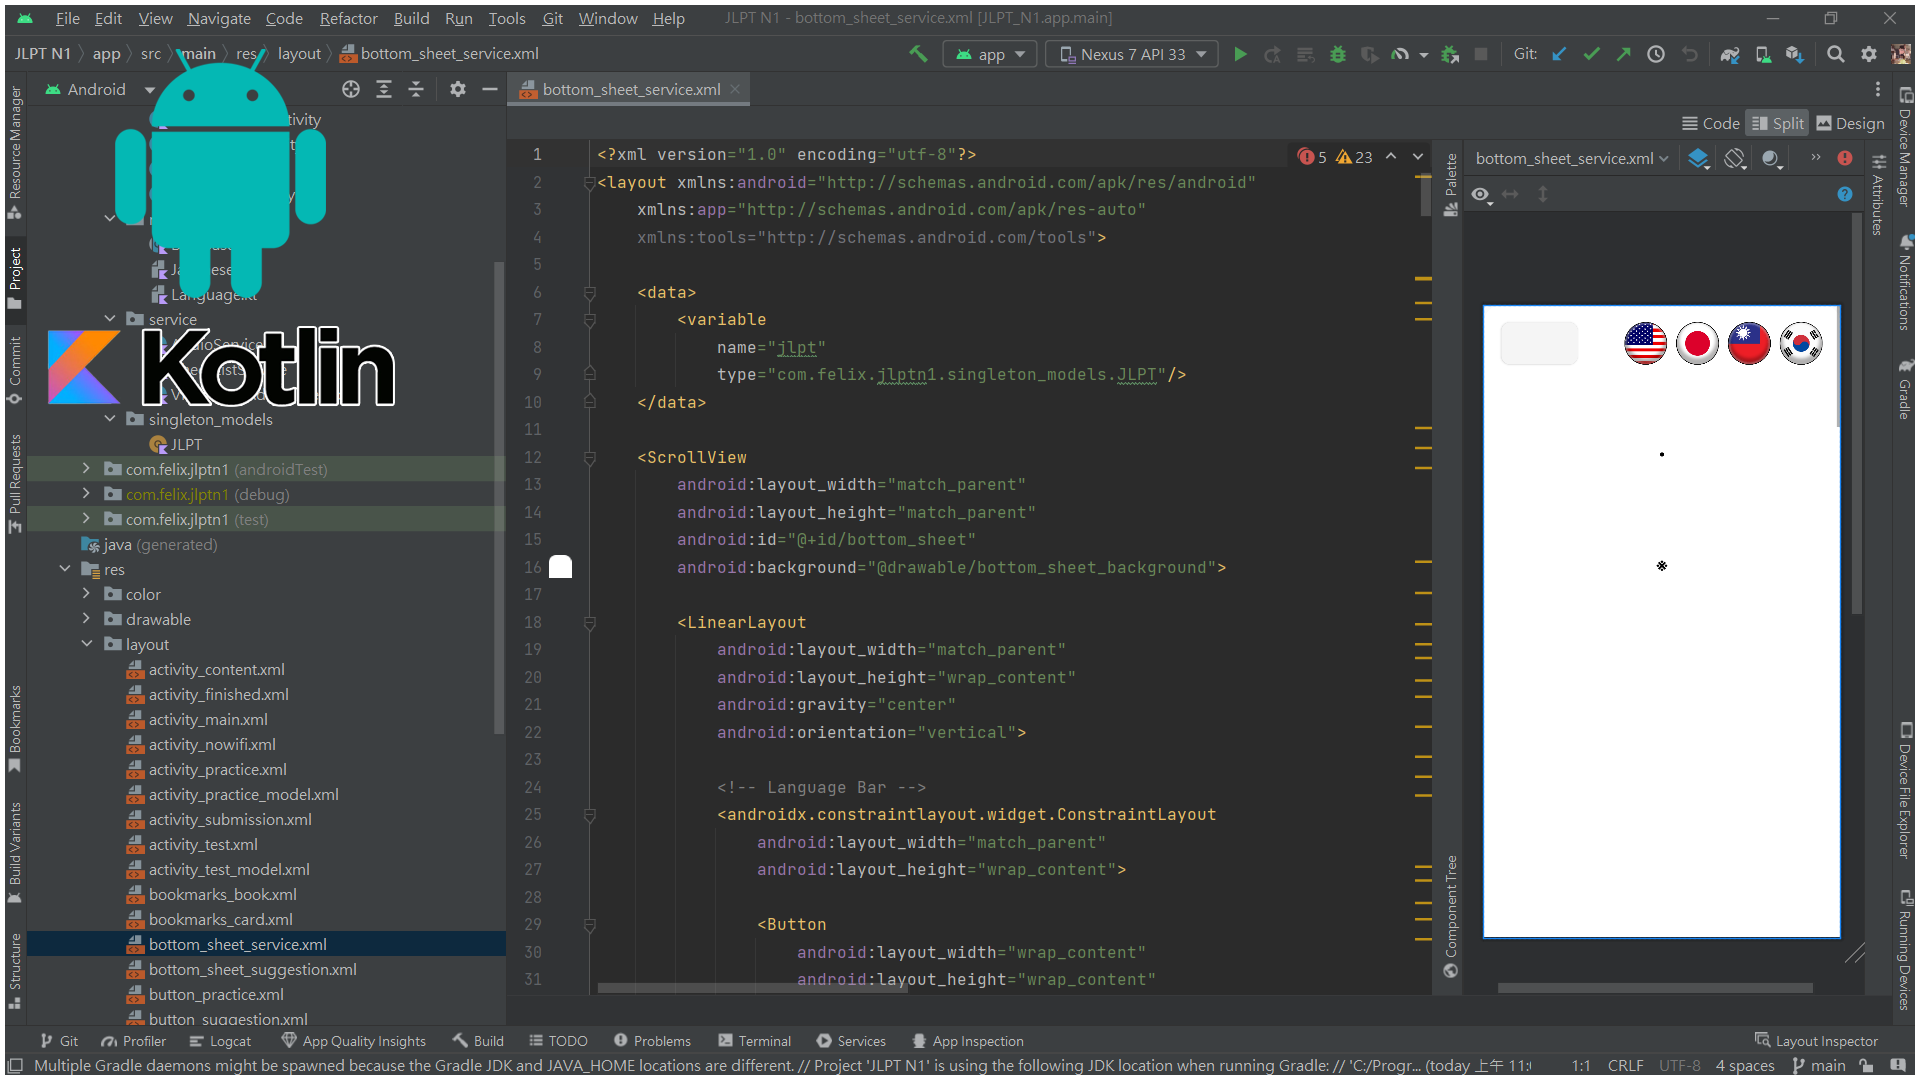 File Edit View Navigate Code Refactor Build Run Tools Git Window Help JLPT N1 - bottom_sheet_service.xml [JLPT_N1.app.main]
JLPT N1 app src main res layout bottom_sheet_service.xml app Nexus 7 API 33 Git:
Android bottom_sheet_service.xml
Code Split Design
Resource Manager
Project
Commit
Pull Requests
Bookmarks
Build Variants
Structure
Language.kt
service
Kotlin
singleton_models
JLPT
com.felix.jlptn1 (androidTest)
com.felix.jlptn1 (debug)
com.felix.jlptn1 (test)
java (generated)
res
color
drawable
layout
activity_content.xml
activity_finished.xml
activity_main.xml
activity_nowifi.xml
activity_practice.xml
activity_practice_model.xml
activity_submission.xml
activity_test.xml
activity_test_model.xml
bookmarks_book.xml
bookmarks_card.xml
bottom_sheet_service.xml
bottom_sheet_suggestion.xml
button_practice.xml
button_suggestion.xml
1 <?xml version="1.0" encoding="utf-8"?> 5 23
2 <layout xmlns:android="http://schemas.android.com/apk/res/android"
3 xmlns:app="http://schemas.android.com/apk/res-auto"
4 xmlns:tools="http://schemas.android.com/tools">
5
6 <data>
7 <variable
8 name="jlpt"
9 type="com.felix.jlptn1.singleton_models.JLPT"/>
10 </data>
11
12 <ScrollView
13 android:layout_width="match_parent"
14 android:layout_height="match_parent"
15 android:id="@+id/bottom_sheet"
16 android:background="@drawable/bottom_sheet_background">
17
18 <LinearLayout
19 android:layout_width="match_parent"
20 android:layout_height="wrap_content"
21 android:gravity="center"
22 android:orientation="vertical">
23
24 <!-- Language Bar -->
25 <androidx.constraintlayout.widget.ConstraintLayout
26 android:layout_width="match_parent"
27 android:layout_height="wrap_content">
28
29 <Button
30 android:layout_width="wrap_content"
31 android:layout_height="wrap_content"
Palette
Component Tree
bottom_sheet_service.xml
※
Attributes
Device Manager
Notifications
Gradle
Device File Explorer
Running Devices
Git Profiler Logcat App Quality Insights Build TODO Problems Terminal Services App Inspection Layout Inspector
Multiple Gradle daemons might be spawned because the Gradle JDK and JAVA_HOME locations are different. // Project 'JLPT N1' is using the following JDK location when running Gradle: // 'C:/Progr... (today 上午 11:0 1:1 CRLF UTF-8 4 spaces main